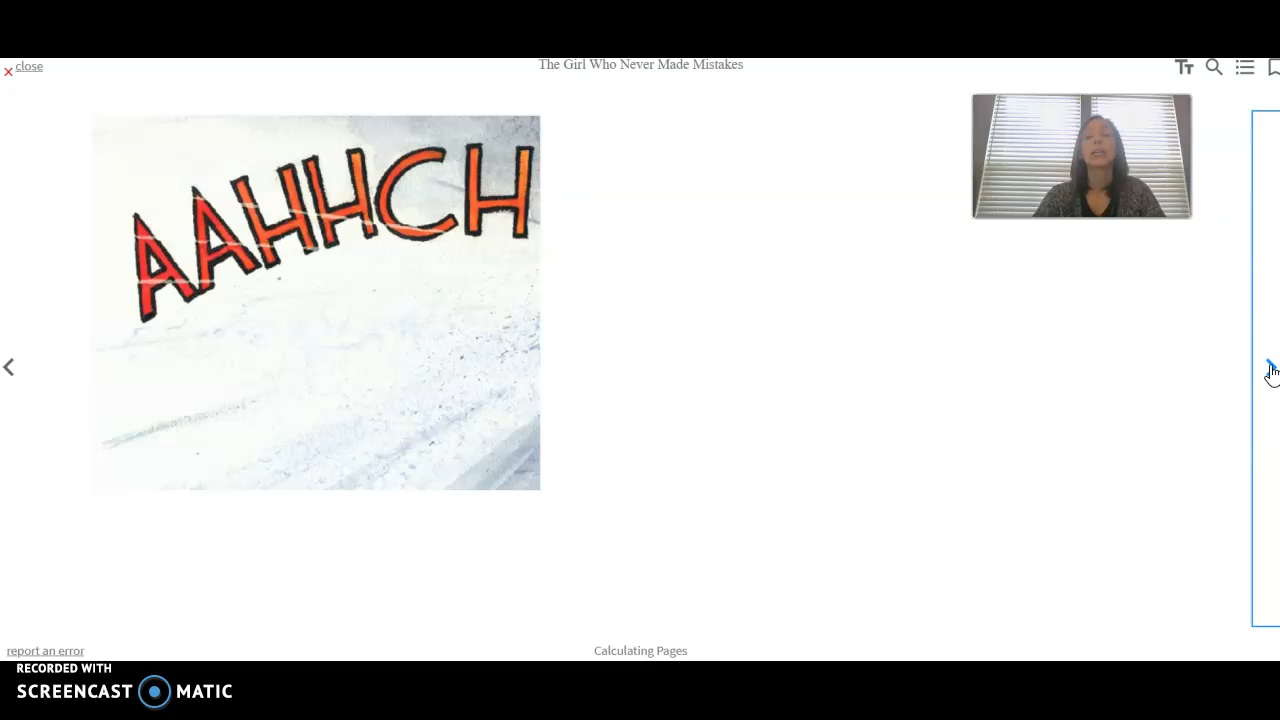 close
The Girl Who Never Made Mistakes
AAHHCH
report an error
Calculating Pages
RECORDED WITH
SCREENCAST MATIC